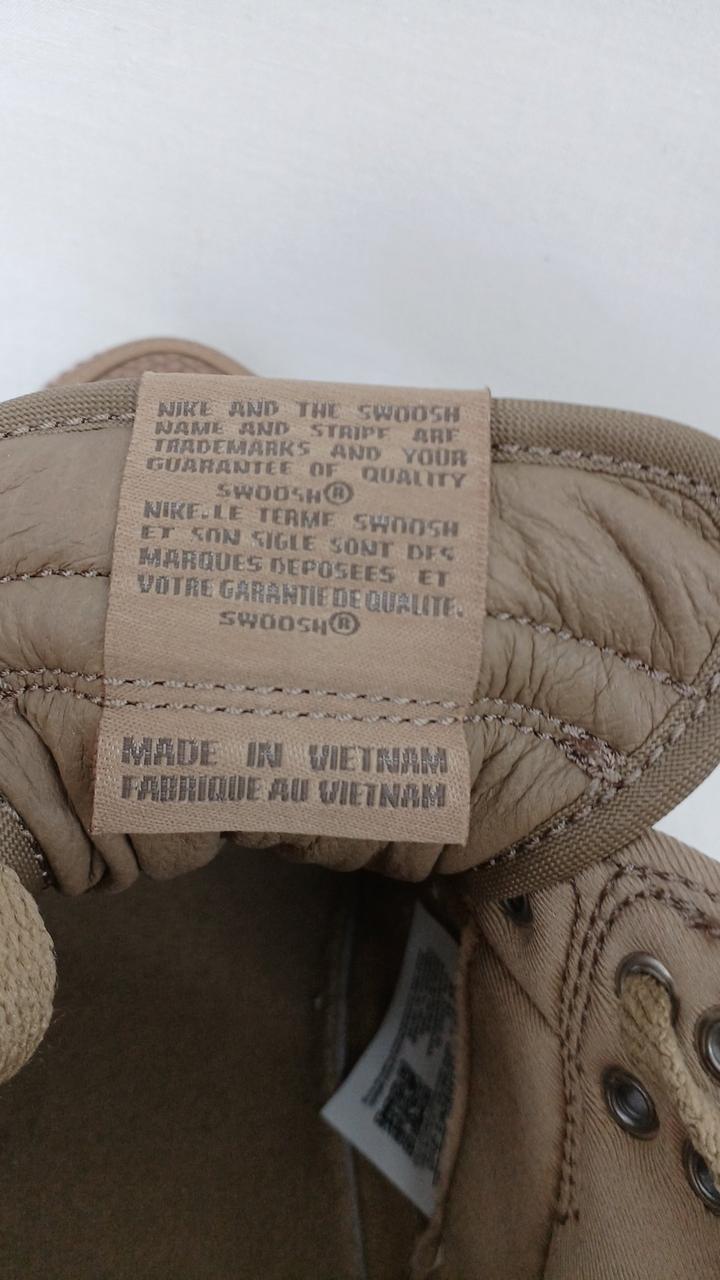 NIKE AND THE SWOOSH
NAME AND STRIPE ARE
TRADEMARKS AND YOUR
GUARANTEE OF QUALITY
SWOOSH®
NIKE.LE TERME SWOOSH
ET SON SIGLE SONT DES
MARQUES DEPOSEES ET
VOTRE GARANTIE DE QUALITE.
SWOOSH®
MADE IN VIETNAM
FABRIQUE AU VIETNAM